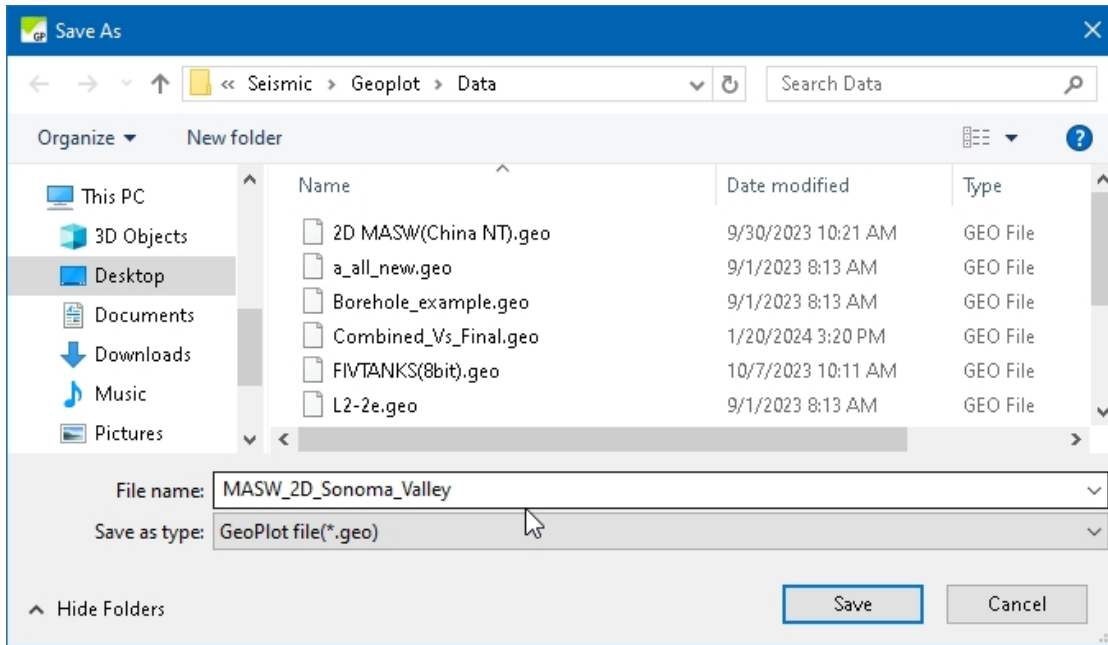 GP Save As
« Seismic > Geoplot > Data
Search Data
Organize
New folder
?
Name Date modified Type
This PC
3D Objects
Desktop
Documents
Downloads
Music
Pictures
2D MASW(China NT).geo 9/30/2023 10:21 AM GEO File
a_all_new.geo 9/1/2023 8:13 AM GEO File
Borehole_example.geo 9/1/2023 8:13 AM GEO File
Combined_Vs_Final.geo 1/20/2024 3:20 PM GEO File
FIVTANKS(8bit).geo 10/7/2023 10:11 AM GEO File
L2-2e.geo 9/1/2023 8:13 AM GEO File
File name: MASW_2D_Sonoma_Valley
Save as type: GeoPlot file(*.geo)
Hide Folders
Save
Cancel